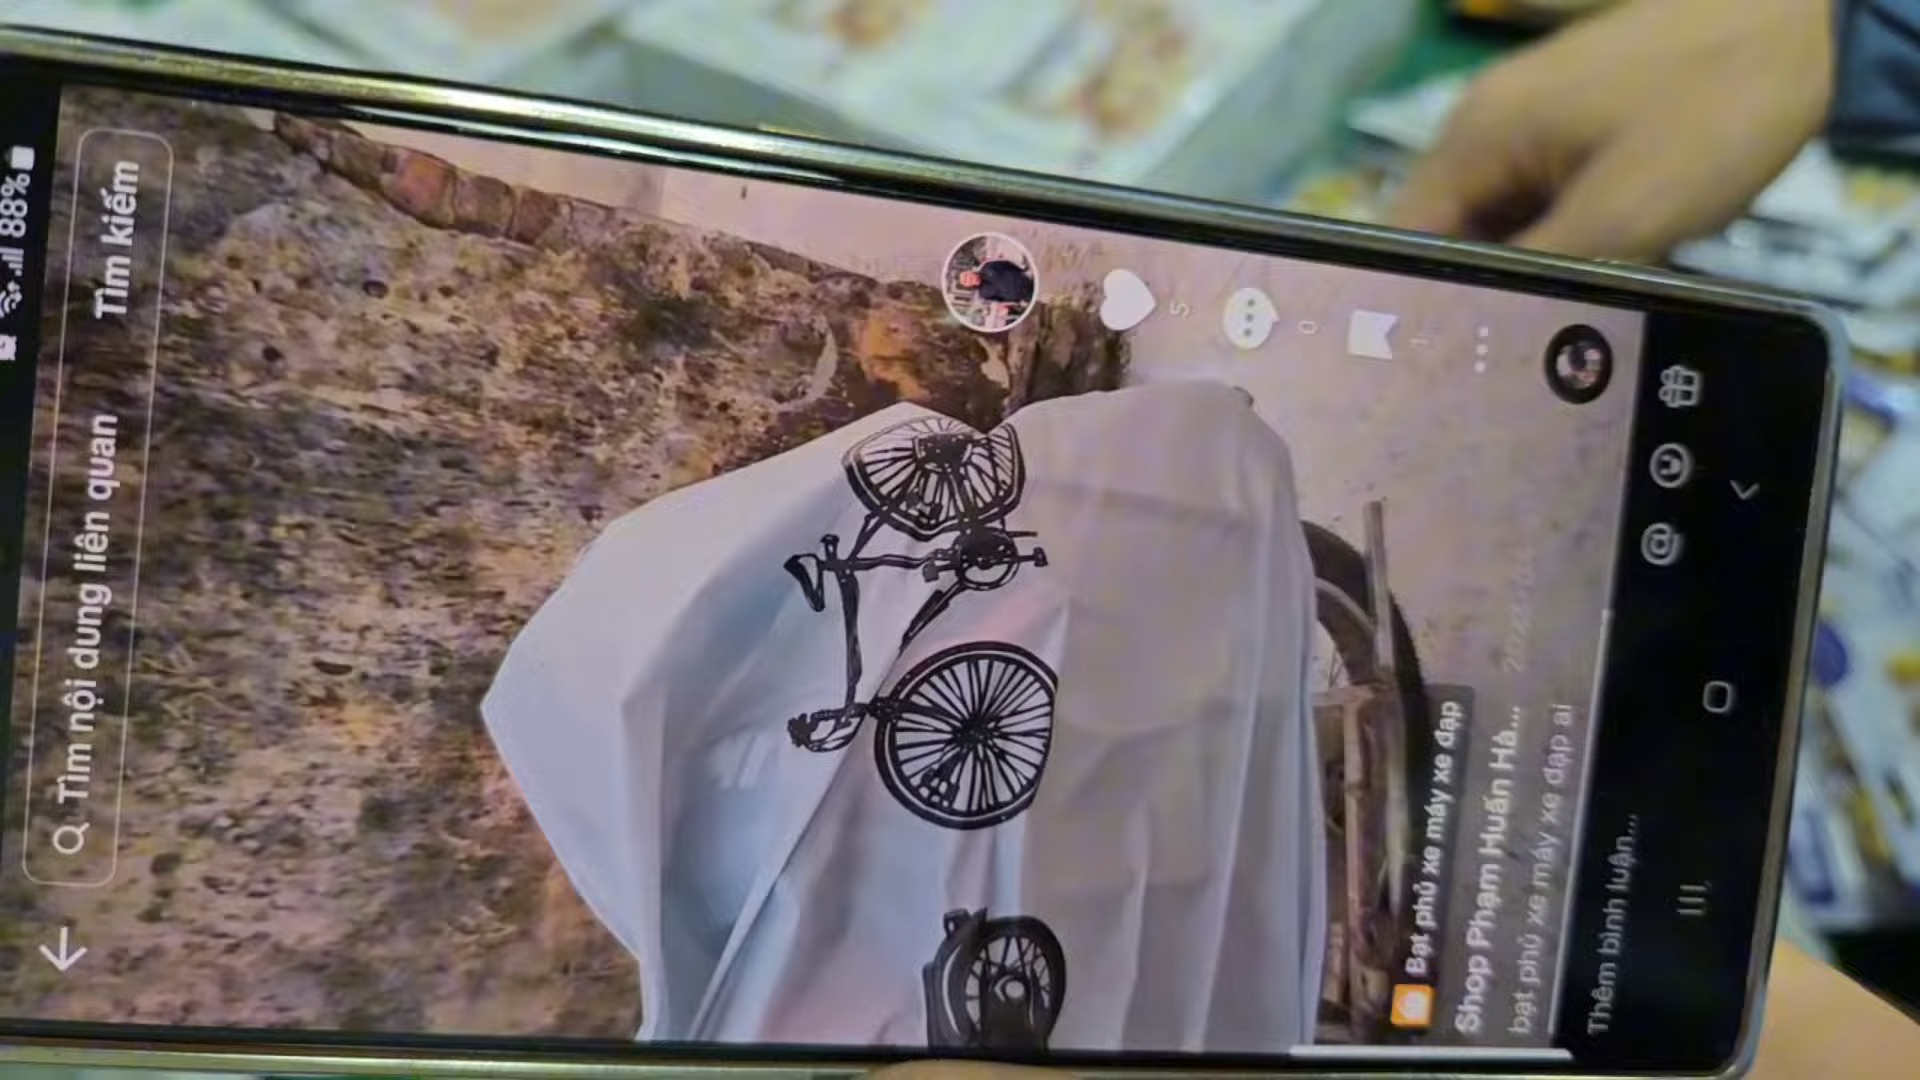 88%
Tìm nội dung liên quan
Tìm kiếm
5
0
Bạt phủ xe máy xe đạp
Shop Phạm Huấn Hà...
bạt phủ xe máy xe đạp ai
Thêm bình luận...